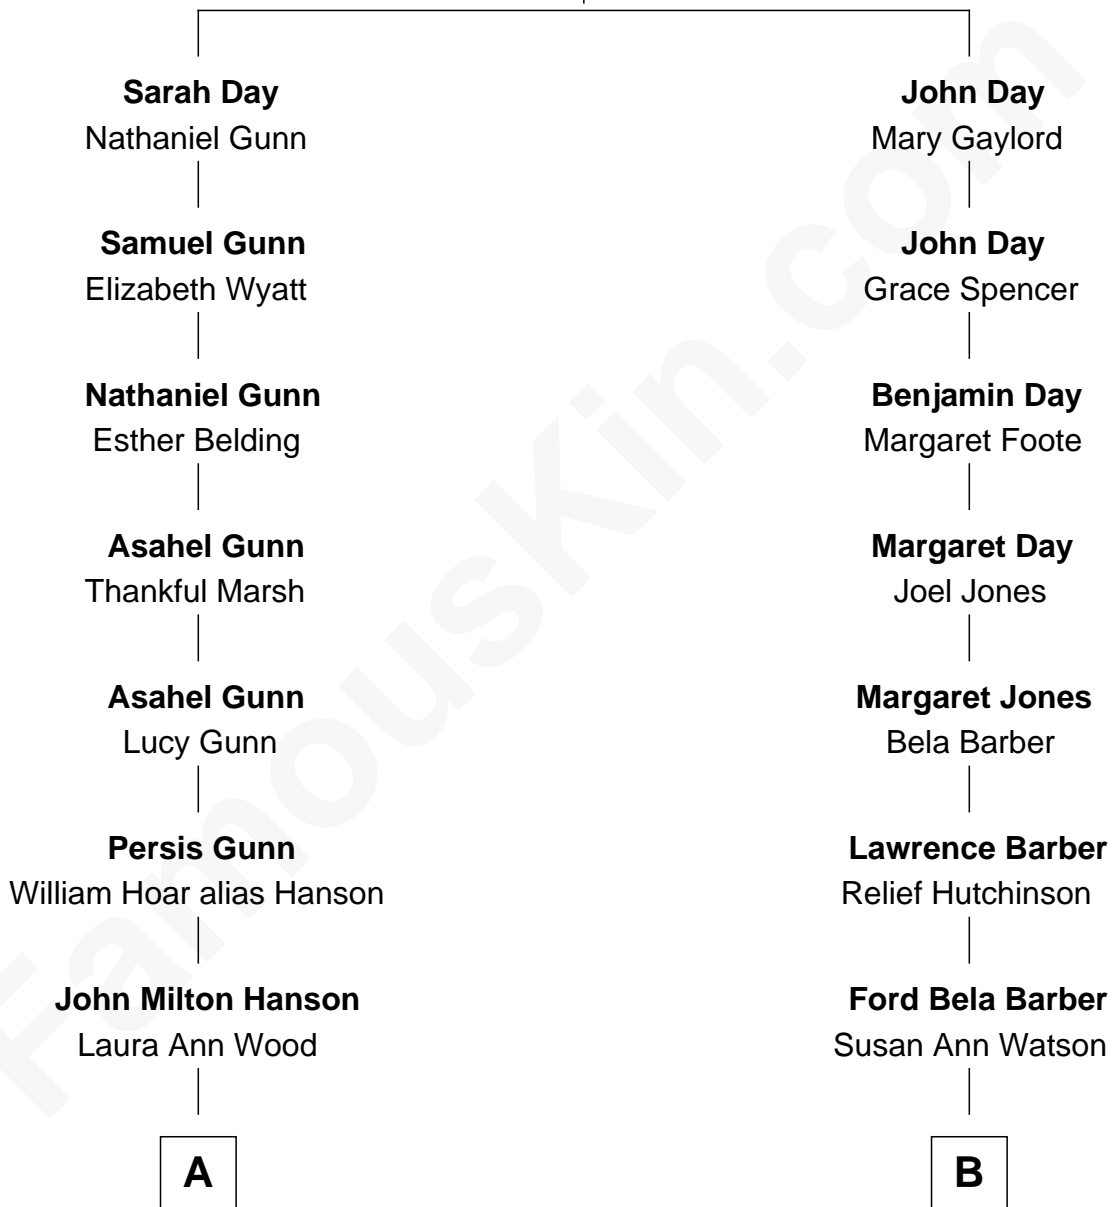 Sarah Day
Nathaniel Gunn
Samuel Gunn
Elizabeth Wyatt
Nathaniel Gunn
Esther Belding
Asahel Gunn
Thankful Marsh
Asahel Gunn
Lucy Gunn
Persis Gunn
William Hoar alias Hanson
John Milton Hanson
Laura Ann Wood
A
John Day
Mary Gaylord
John Day
Grace Spencer
Benjamin Day
Margaret Foote
Margaret Day
Joel Jones
Margaret Jones
Bela Barber
Lawrence Barber
Relief Hutchinson
Ford Bela Barber
Susan Ann Watson
B
FamousKin.com